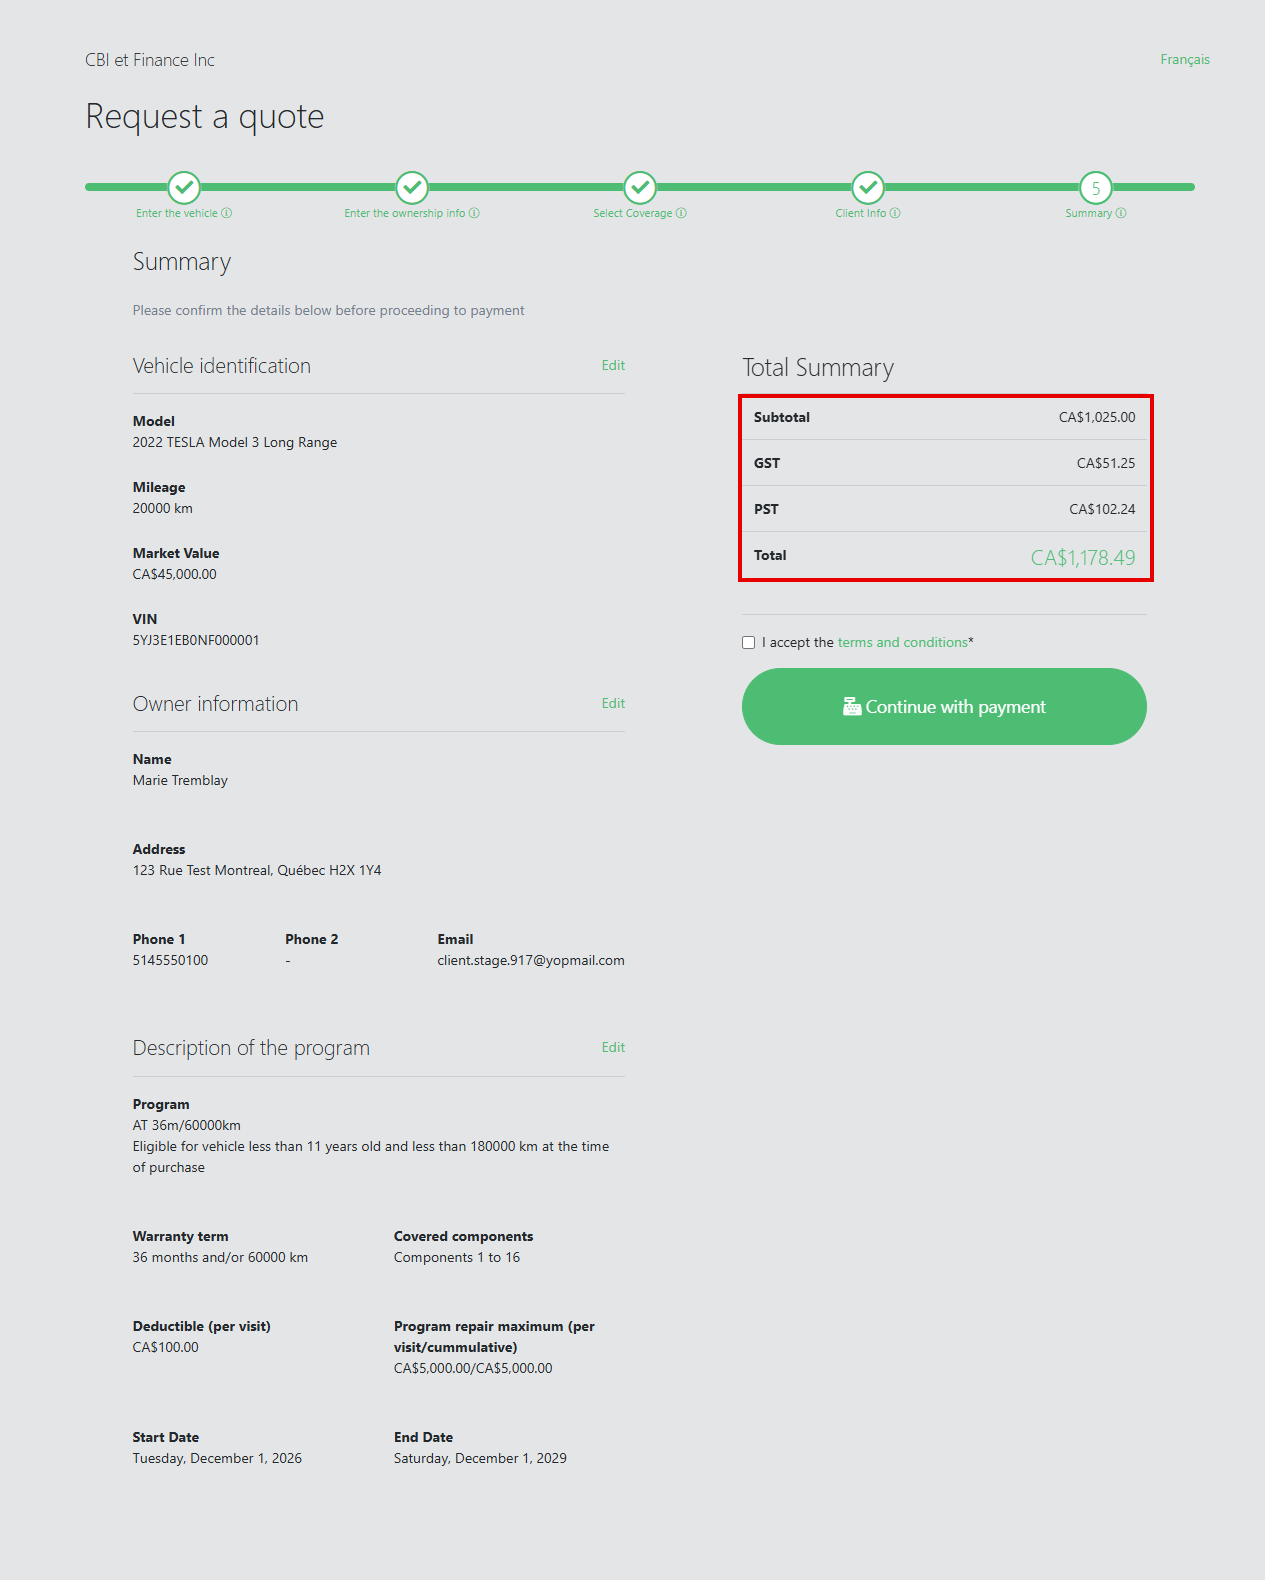 CBI et Finance Inc
Français
Request a quote
5
Enter the vehicle ⓘ
Enter the ownership info ⓘ
Select Coverage ⓘ
Client Info ⓘ
Summary ⓘ
Summary
Please confirm the details below before proceeding to payment
Vehicle identification
Edit
Model
2022 TESLA Model 3 Long Range
Mileage
20000 km
Market Value
CA$45,000.00
VIN
5YJ3E1EB0NF000001
Owner information
Edit
Name
Marie Tremblay
Address
123 Rue Test Montreal, Québec H2X 1Y4
Phone 1
5145550100
Phone 2
-
Email
client.stage.917@yopmail.com
Description of the program
Edit
Program
AT 36m/60000km
Eligible for vehicle less than 11 years old and less than 180000 km at the time
of purchase
Warranty term
36 months and/or 60000 km
Covered components
Components 1 to 16
Deductible (per visit)
CA$100.00
Program repair maximum (per
visit/cummulative)
CA$5,000.00/CA$5,000.00
Start Date
Tuesday, December 1, 2026
End Date
Saturday, December 1, 2029
Total Summary
Subtotal CA$1,025.00
GST CA$51.25
PST CA$102.24
Total CA$1,178.49
I accept the terms and conditions*
Continue with payment